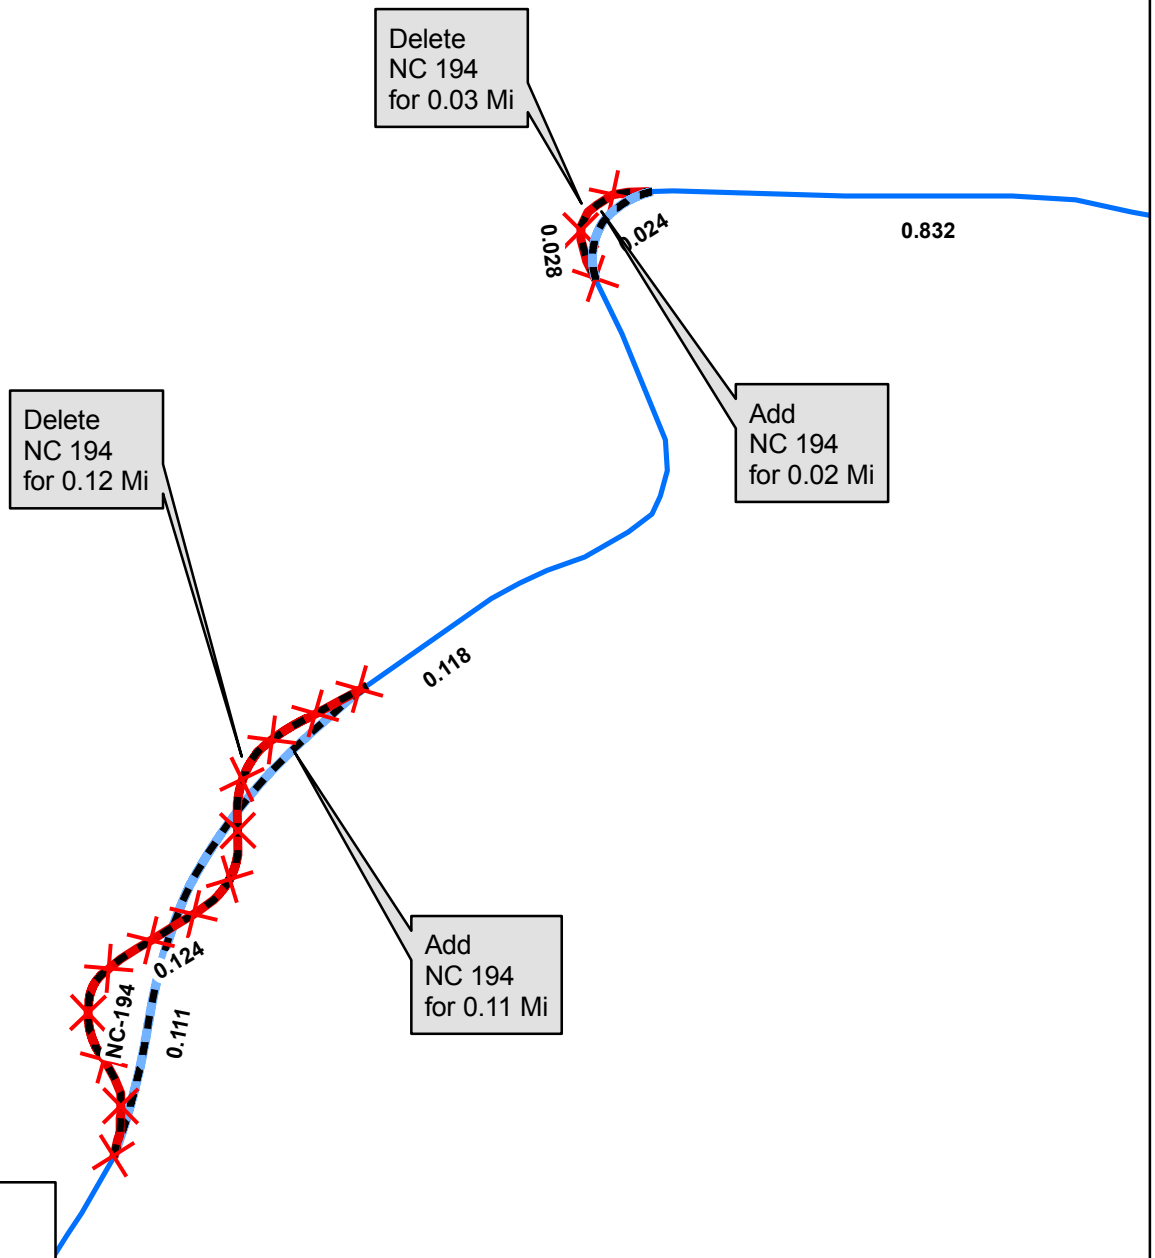 Delete
NC 194
for 0.03 Mi
0.028
0.024
0.832
Delete
NC 194
for 0.12 Mi
Add
NC 194
for 0.02 Mi
0.118
0.124
NC-194
0.111
Add
NC 194
for 0.11 Mi